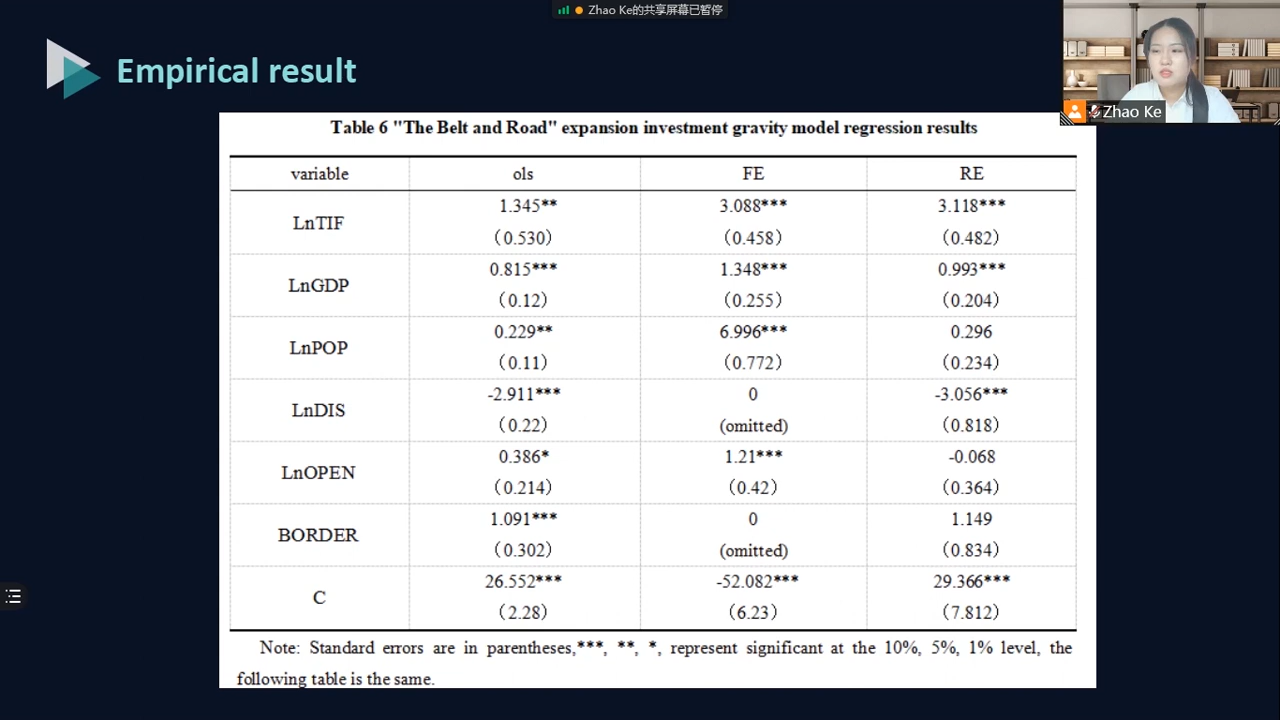 Zhao Ke的共享屏幕已暂停
Empirical result
Zhao Ke
Table 6 "The Belt and Road" expansion investment gravity model regression results
variable ols FE RE
LnTIF 1.345** 3.088*** 3.118***
(0.530) (0.458) (0.482)
LnGDP 0.815*** 1.348*** 0.993***
(0.12) (0.255) (0.204)
LnPOP 0.229** 6.996*** 0.296
(0.11) (0.772) (0.234)
LnDIS -2.911*** 0 -3.056***
(0.22) (omitted) (0.818)
LnOPEN 0.386* 1.21*** -0.068
(0.214) (0.42) (0.364)
BORDER 1.091*** 0 1.149
(0.302) (omitted) (0.834)
C 26.552*** -52.082*** 29.366***
(2.28) (6.23) (7.812)
Note: Standard errors are in parentheses,***, **, *, represent significant at the 10%, 5%, 1% level, the
following table is the same.